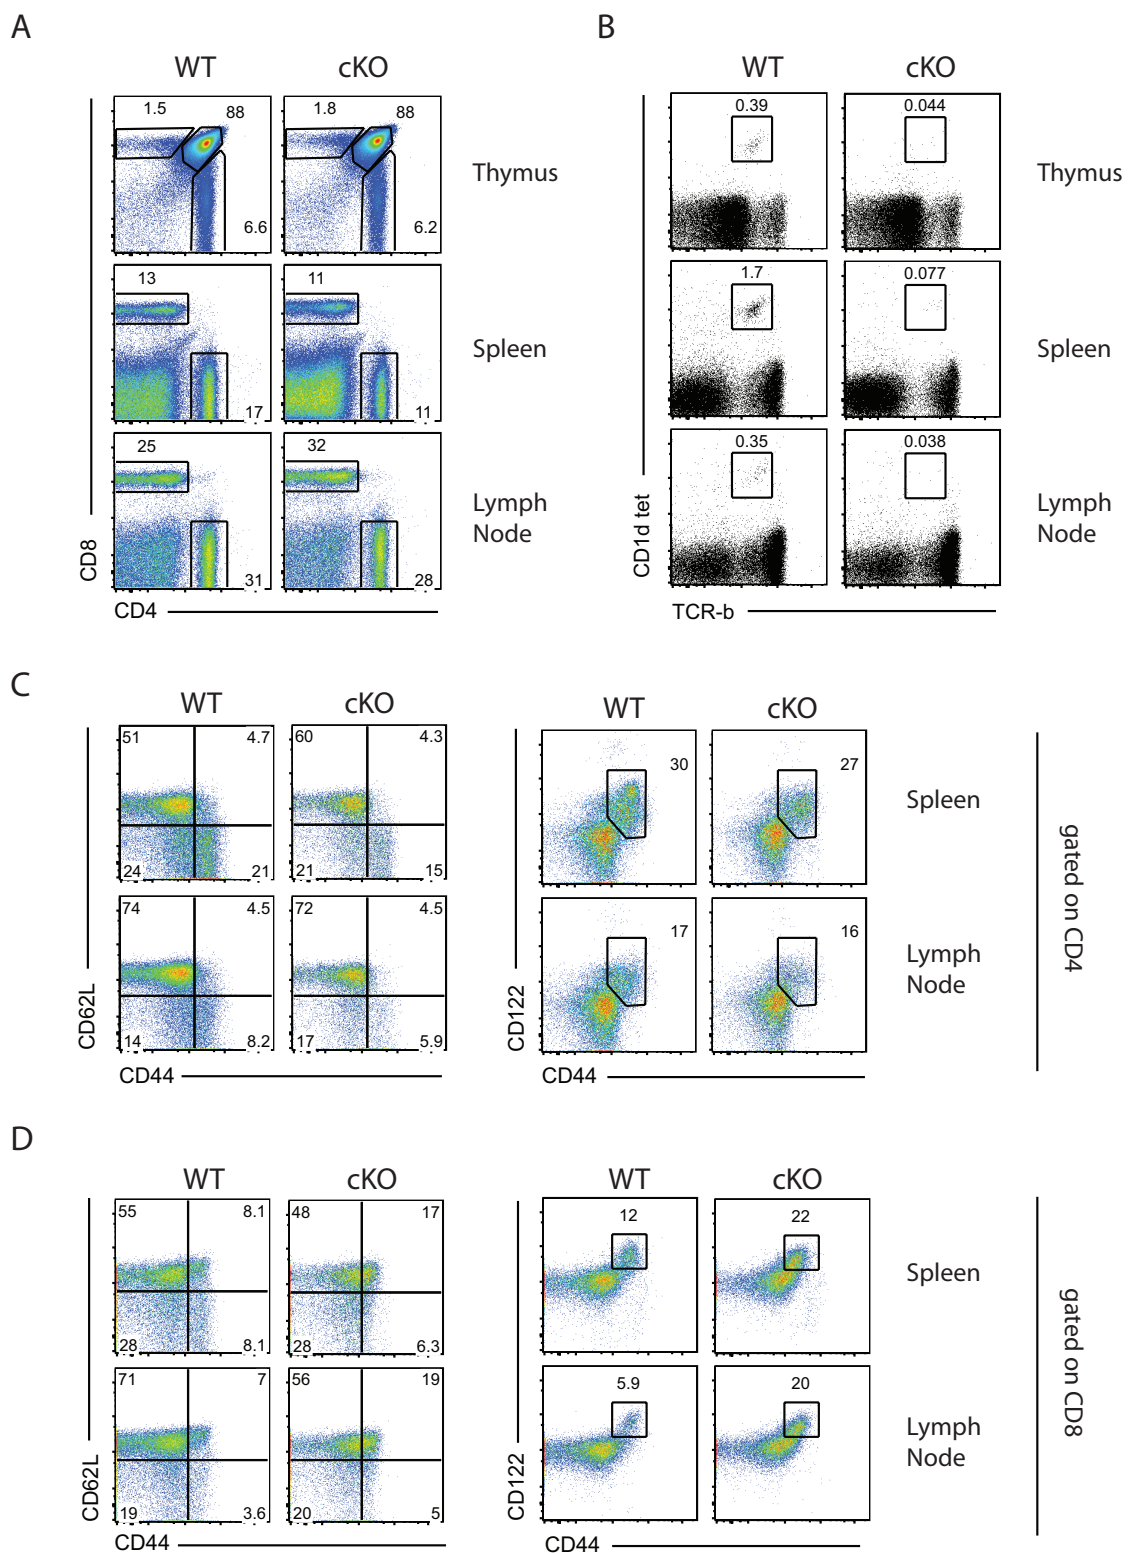 A
B
WT
cKO
WT
cKO
1.5
88
1.8
88
6.6
6.2
Thymus
0.39
0.044
Thymus
13
11
17
11
Spleen
1.7
0.077
Spleen
25
32
31
28
Lymph
Node
0.35
0.038
Lymph
Node
CD8
CD4
CD1d tet
TCR-b
C
WT
cKO
WT
cKO
51
4.7
60
4.3
24
21
21
15
30
27
Spleen
74
4.5
72
4.5
14
8.2
17
5.9
17
16
Lymph
Node
CD62L
CD44
CD122
CD44
gated on CD4
D
WT
cKO
WT
cKO
55
8.1
48
17
28
8.1
28
6.3
12
22
Spleen
71
7
56
19
19
3.6
20
5
5.9
20
Lymph
Node
CD62L
CD44
CD122
CD44
gated on CD8